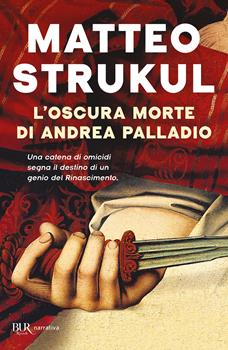 MATTEO
STRUKUL
L'OSCURA MORTE
DI ANDREA PALLADIO
Una catena di omicidi
segna il destino di un
genio del Rinascimento.
BUR
narrativa